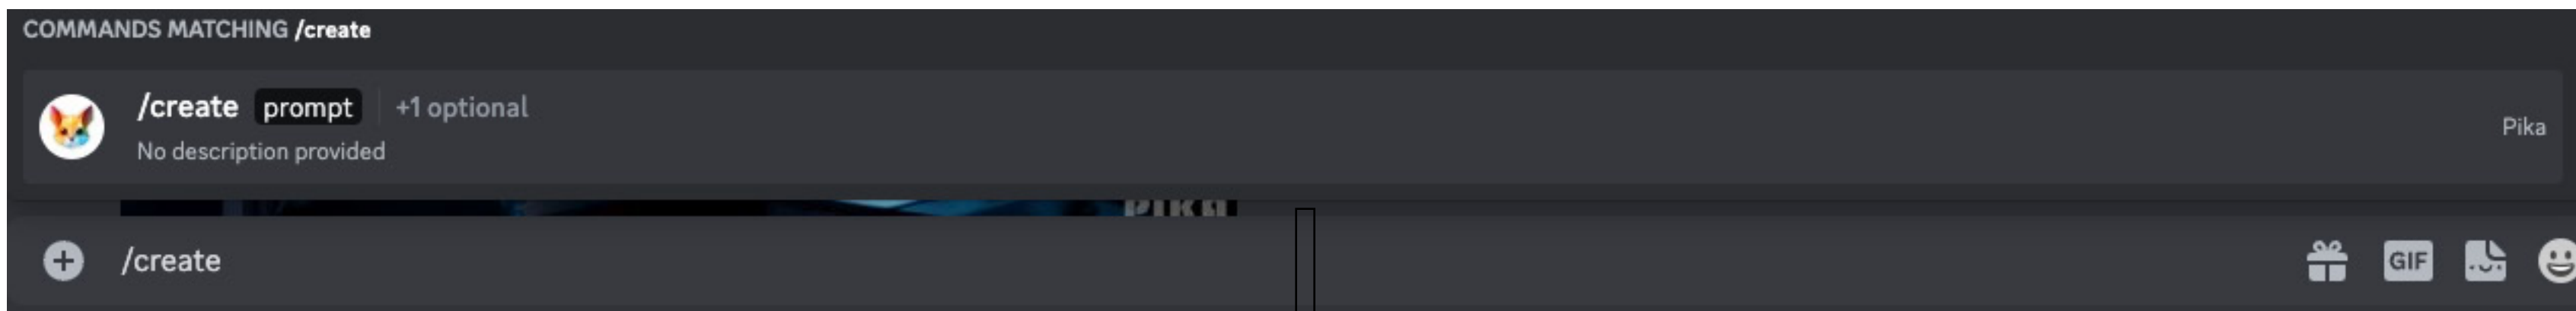 COMMANDS MATCHING /create
/create prompt +1 optional
No description provided
Pika
/create
GIF